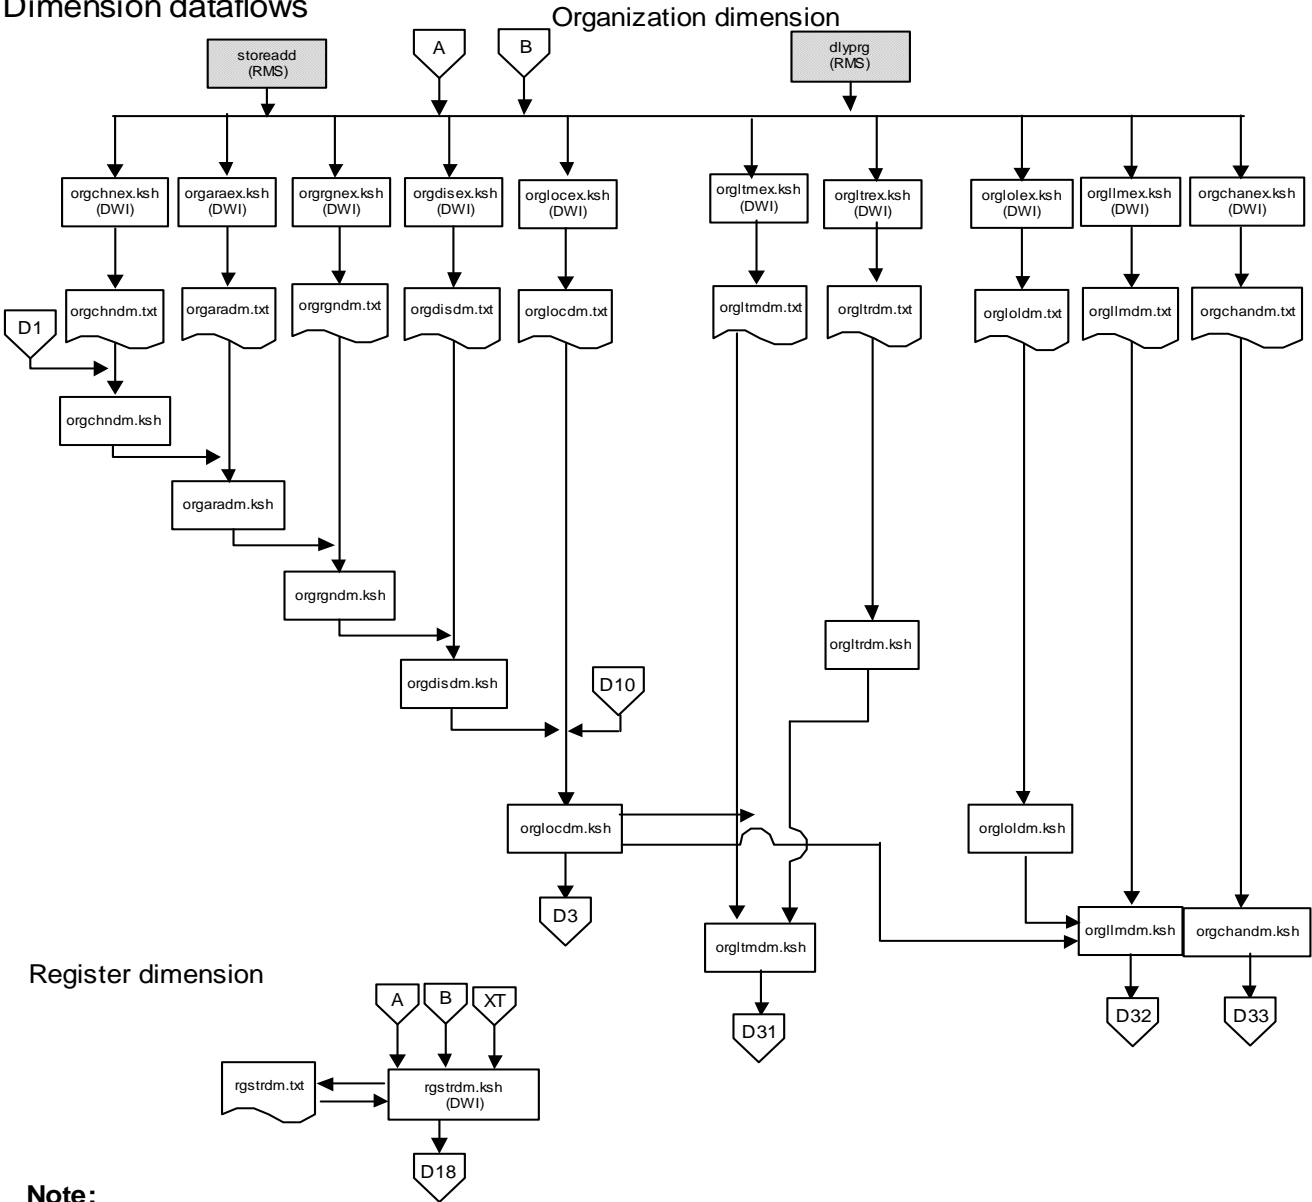 Dimension dataflows
Organization dimension
storeadd
(RMS)
A
B
dlyprg
(RMS)
orgchnex.ksh
(DWI)
orgaraex.ksh
(DWI)
orgrgnex.ksh
(DWI)
orgdisex.ksh
(DWI)
orglocex.ksh
(DWI)
orgltmex.ksh
(DWI)
orgltrex.ksh
(DWI)
orglolex.ksh
(DWI)
orgllmex.ksh
(DWI)
orgchanex.ksh
(DWI)
D1
orgchndm.txt
orgaradm.txt
orgrgndm.txt
orgdisdm.txt
orglocdm.txt
orgltmdm.txt
orgltrdm.txt
orgloldm.txt
orgllmdm.txt
orgchandm.txt
orgchndm.ksh
orgaradm.ksh
orgrgndm.ksh
orgltrdm.ksh
orgdisdm.ksh
D10
orglocdm.ksh
orgloldm.ksh
D3
orgltmdm.ksh
orgllmdm.ksh
orgchandm.ksh
D31
D32
D33
Register dimension
A
B
XT
rgstrdm.txt
rgstrdm.ksh
(DWI)
D18
Note: